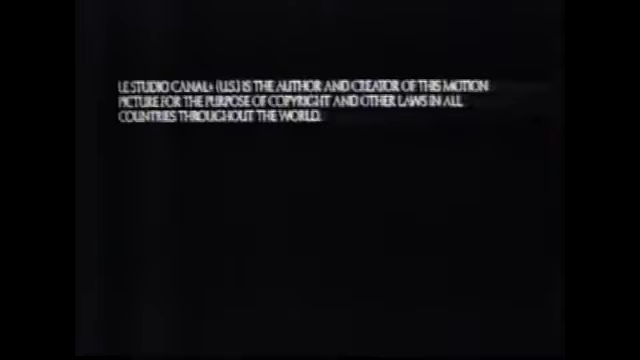 LE STUDIO CANAL+ (U.S.) IS THE AUTHOR AND CREATOR OF THIS MOTION
PICTURE FOR THE PURPOSE OF COPYRIGHT AND OTHER LAWS IN ALL
COUNTRIES THROUGHOUT THE WORLD.